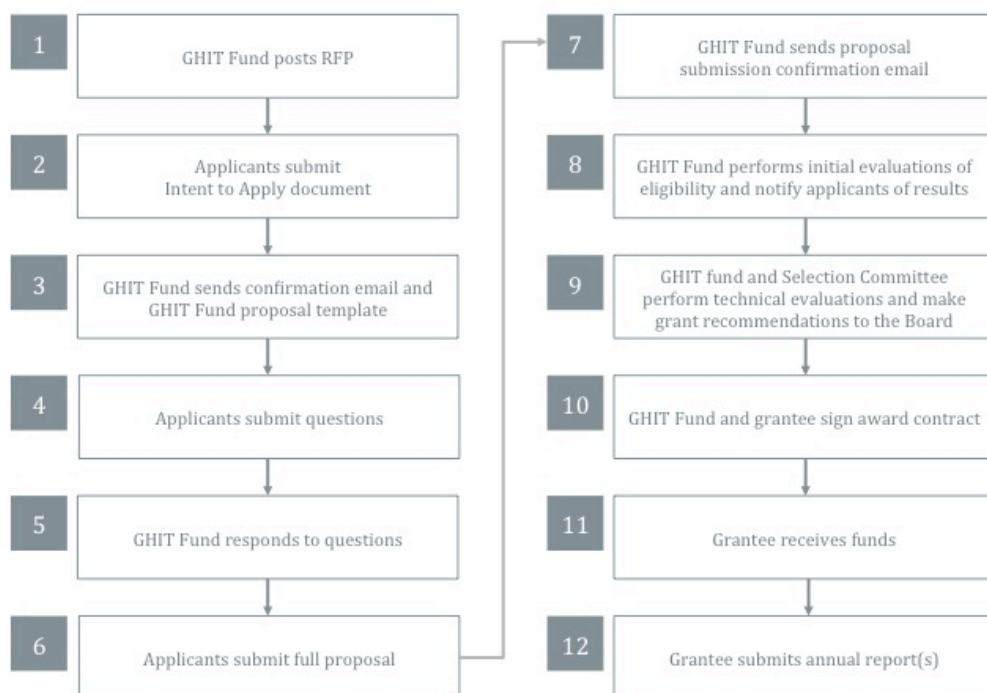 1
GHIT Fund posts RFP
2
Applicants submit
Intent to Apply document
3
GHIT Fund sends confirmation email and
GHIT Fund proposal template
4
Applicants submit questions
5
GHIT Fund responds to questions
6
Applicants submit full proposal
7
GHIT Fund sends proposal
submission confirmation email
8
GHIT Fund performs initial evaluations of
eligibility and notify applicants of results
9
GHIT fund and Selection Committee
perform technical evaluations and make
grant recommendations to the Board
10
GHIT Fund and grantee sign award contract
11
Grantee receives funds
12
Grantee submits annual report(s)